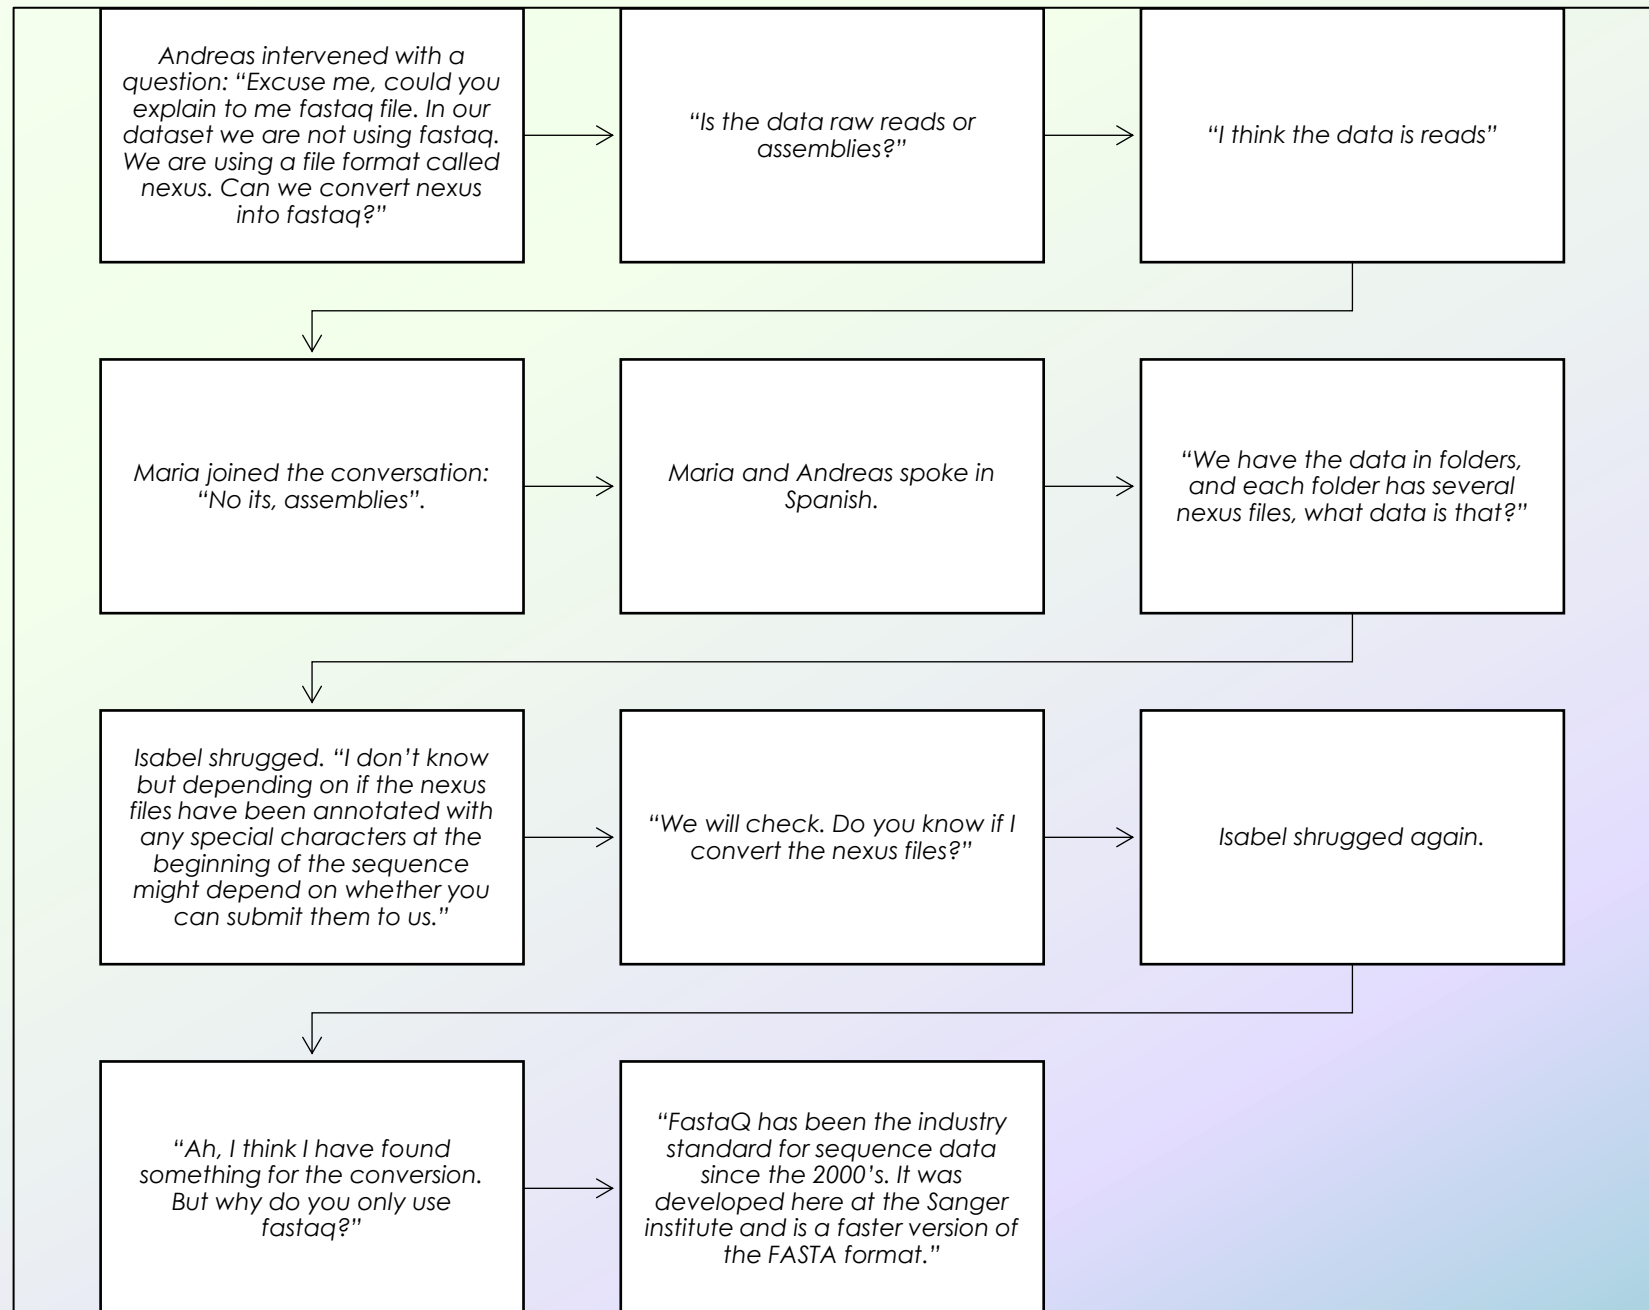 Andreas intervened with a
question: “Excuse me, could you
explain to me fastaq file. In our
dataset we are not using fastaq.
We are using a file format called
nexus. Can we convert nexus
into fastaq?”
“Is the data raw reads or
assemblies?”
“I think the data is reads”
Maria joined the conversation:
“No its, assemblies”.
Maria and Andreas spoke in
Spanish.
“We have the data in folders,
and each folder has several
nexus files, what data is that?”
Isabel shrugged. “I don’t know
but depending on if the nexus
files have been annotated with
any special characters at the
beginning of the sequence
might depend on whether you
can submit them to us.”
“We will check. Do you know if I
convert the nexus files?”
Isabel shrugged again.
“Ah, I think I have found
something for the conversion.
But why do you only use
fastaq?”
“FastaQ has been the industry
standard for sequence data
since the 2000’s. It was
developed here at the Sanger
institute and is a faster version of
the FASTA format.”